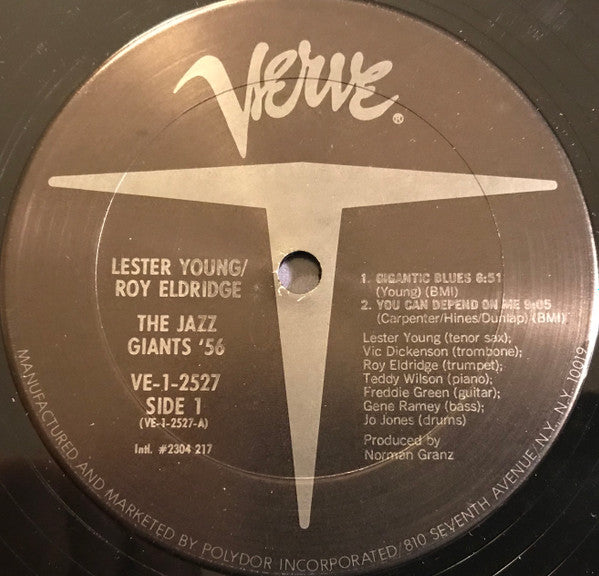 Verve®
LESTER YOUNG/
ROY ELDRIDGE
THE JAZZ
GIANTS '56
VE-1-2527
SIDE 1
(VE-1-2527-A)
Intl. #2304 217
1. GIGANTIC BLUES 6:51
(Young) (BMI)
2. YOU CAN DEPEND ON ME 9:05
(Carpenter/Hines/Dunlap) (BMI)
Lester Young (tenor sax);
Vic Dickenson (trombone);
Roy Eldridge (trumpet);
Teddy Wilson (piano);
Freddie Green (guitar);
Gene Ramey (bass);
Jo Jones (drums)
Produced by
Norman Granz
MANUFACTURED AND MARKETED BY POLYDOR INCORPORATED/810 SEVENTH AVENUE, N.Y., N.Y. 10019